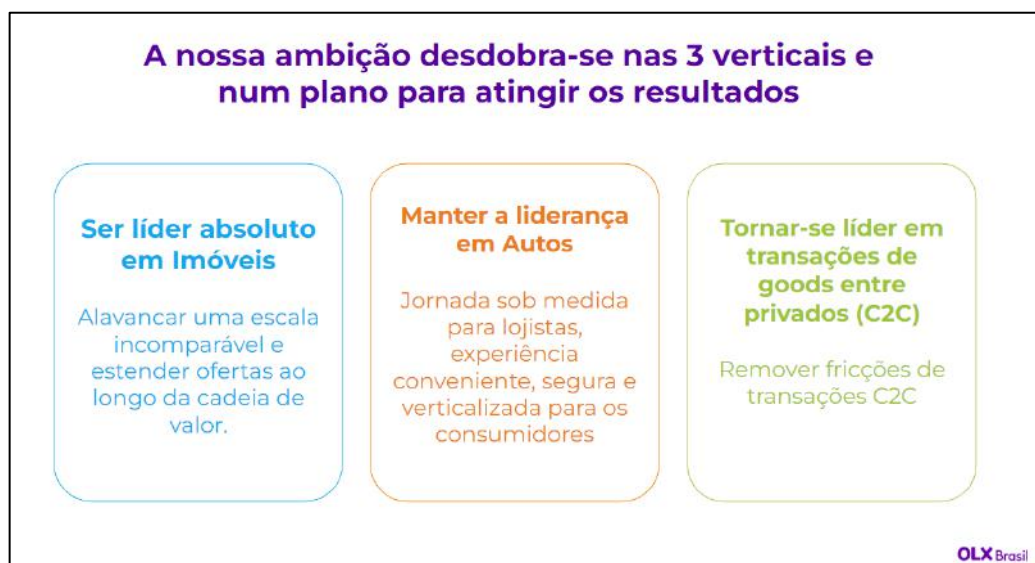 A nossa ambição desdobra-se nas 3 verticais e
num plano para atingir os resultados
Ser líder absoluto
em Imóveis
Alavancar uma escala
incomparável e
estender ofertas ao
longo da cadeia de
valor.
Manter a liderança
em Autos
Jornada sob medida
para lojistas,
experiência
conveniente, segura e
verticalizada para os
consumidores
Tornar-se líder em
transações de
goods entre
privados (C2C)
Remover fricções de
transações C2C
OLX Brasil